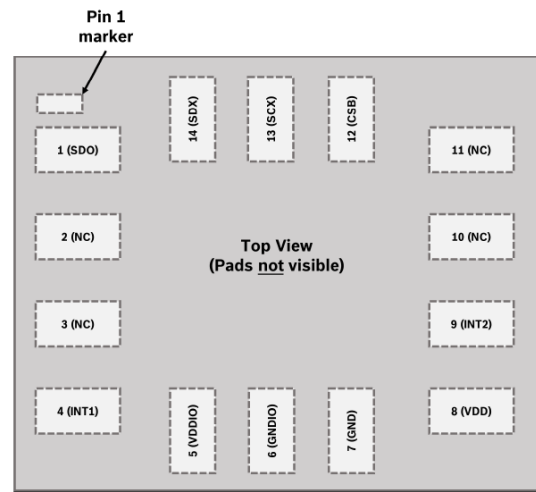 Pin 1
marker
14 (SDX)
13 (SCX)
12 (CSB)
1 (SDO)
11 (NC)
2 (NC)
10 (NC)
Top View
(Pads not visible)
3 (NC)
9 (INT2)
4 (INT1)
8 (VDD)
5 (VDDIO)
6 (GNDIO)
7 (GND)